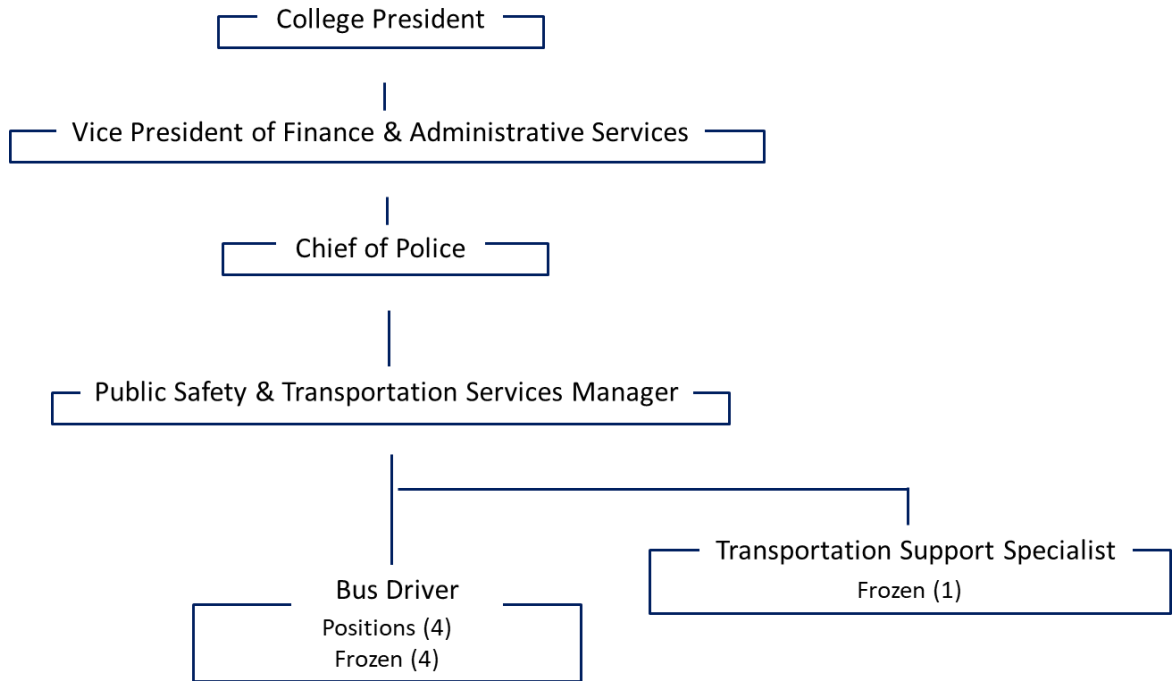 College President
Vice President of Finance & Administrative Services
Chief of Police
Public Safety & Transportation Services Manager
Transportation Support Specialist
Frozen (1)
Bus Driver
Positions (4)
Frozen (4)